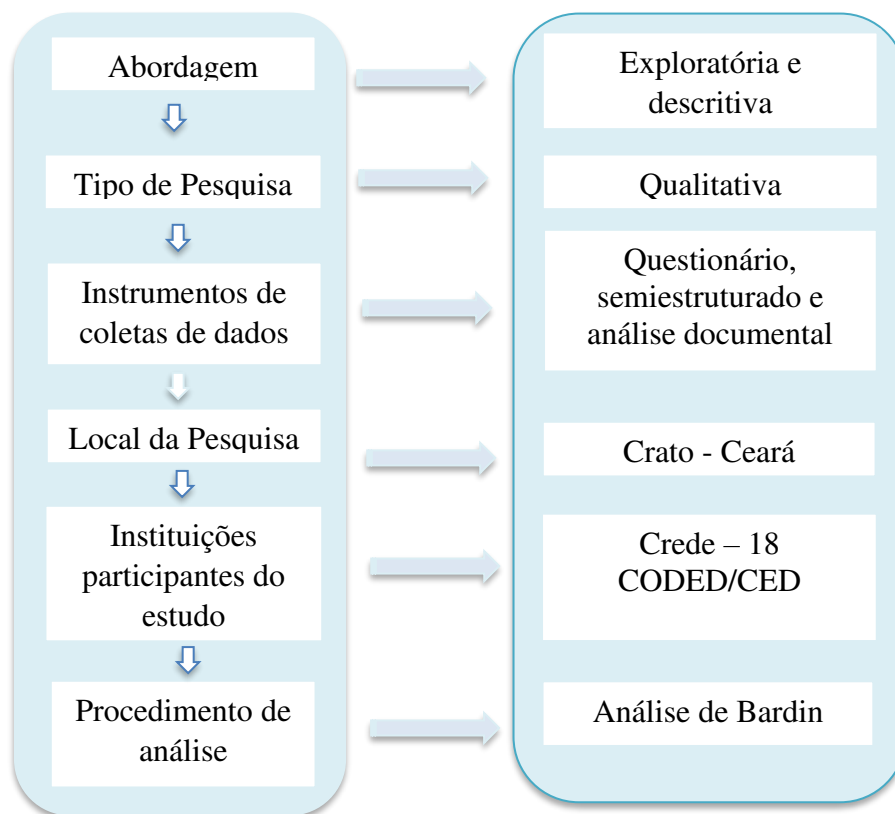 Abordagem
Exploratória e
descritiva
Tipo de Pesquisa
Qualitativa
Instrumentos de
coletas de dados
Questionário,
semiestruturado e
análise documental
Local da Pesquisa
Crato - Ceará
Instituições
participantes do
estudo
Crede – 18
CODED/CED
Procedimento de
análise
Análise de Bardin